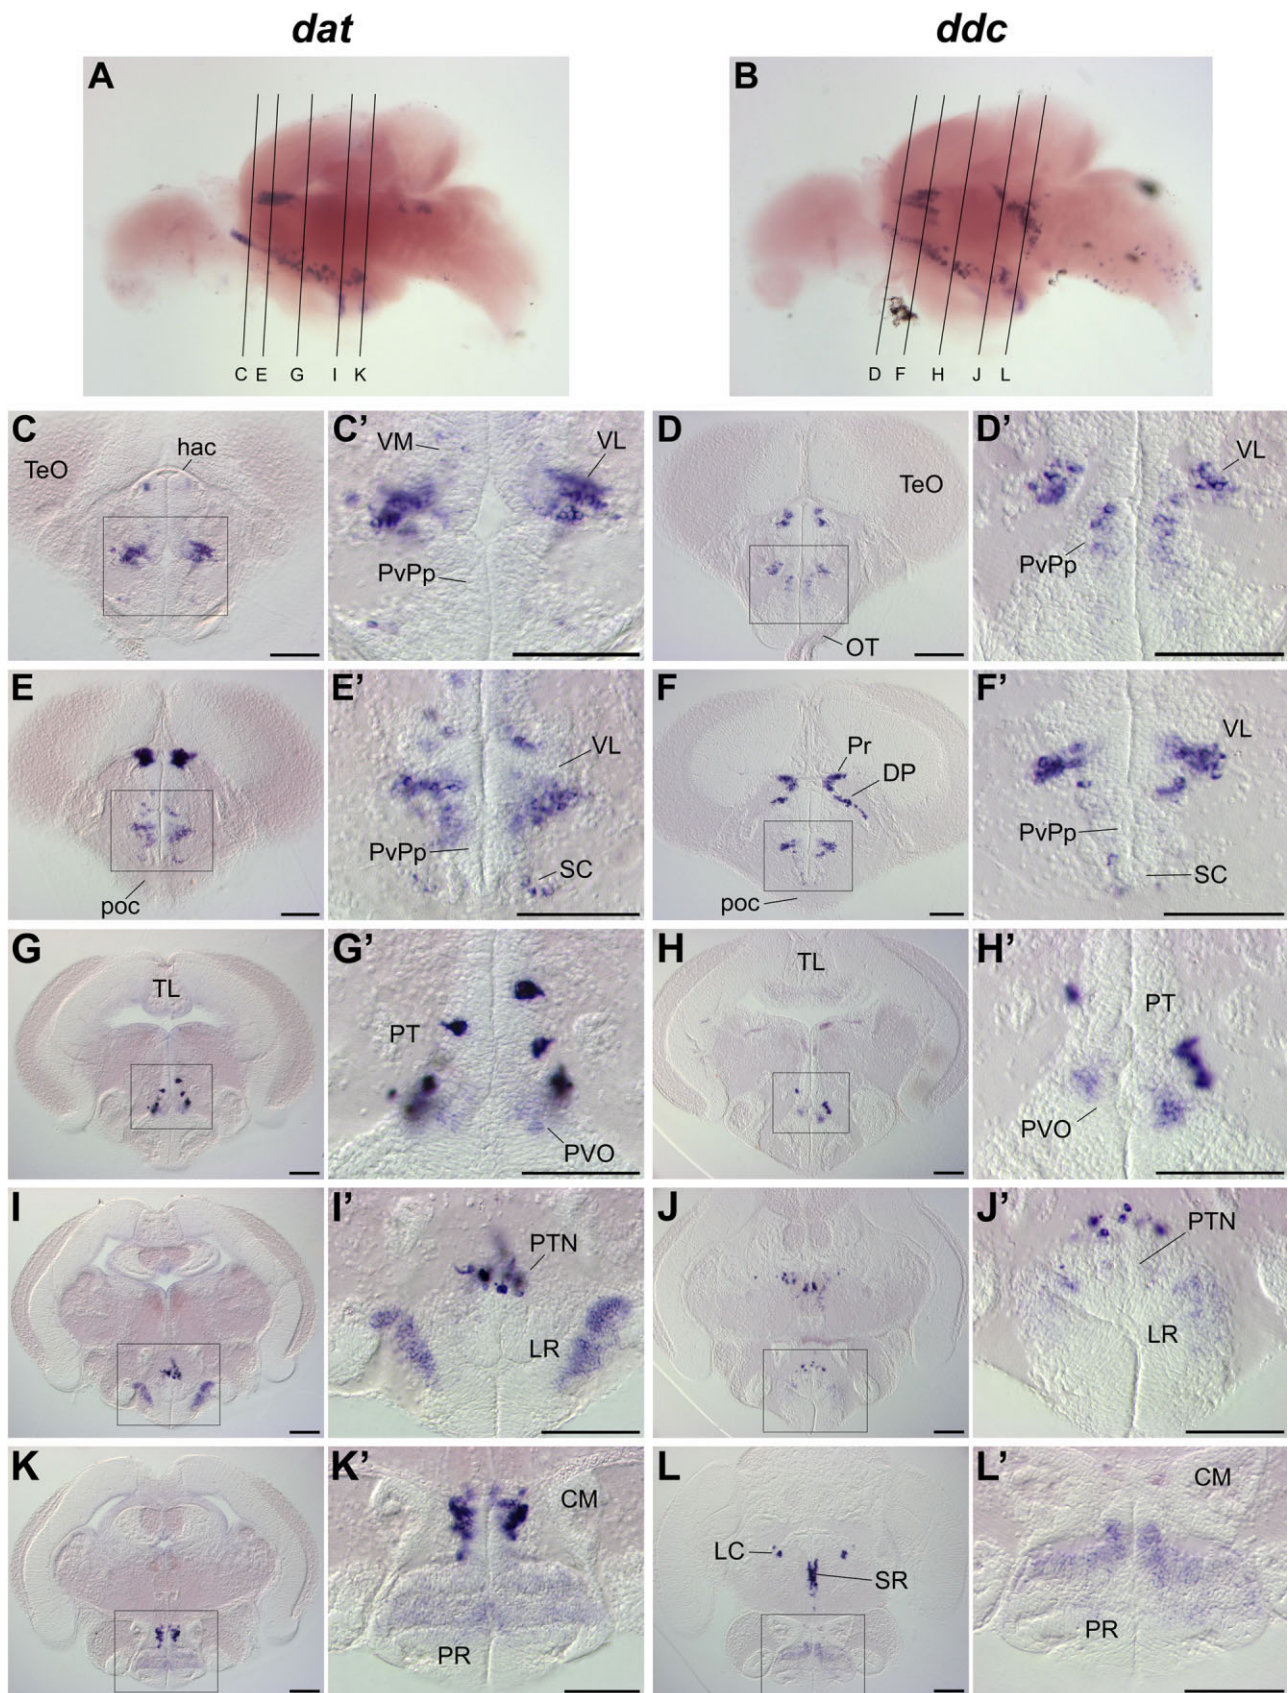 dat ddc
A B
C E G I K D F H J L
C C' D D'
hac VM VL VL
TeO TeO
PvPp PvPp
OT
E E' F F'
VL Pr VL
DP
PvPp PvPp
SC SC
poc poc
G G' H H'
TL TL
PT PT
PVO PVO
I I' J J'
PTN PTN
LR LR
K K' L L'
CM CM
LC
SR
PR PR